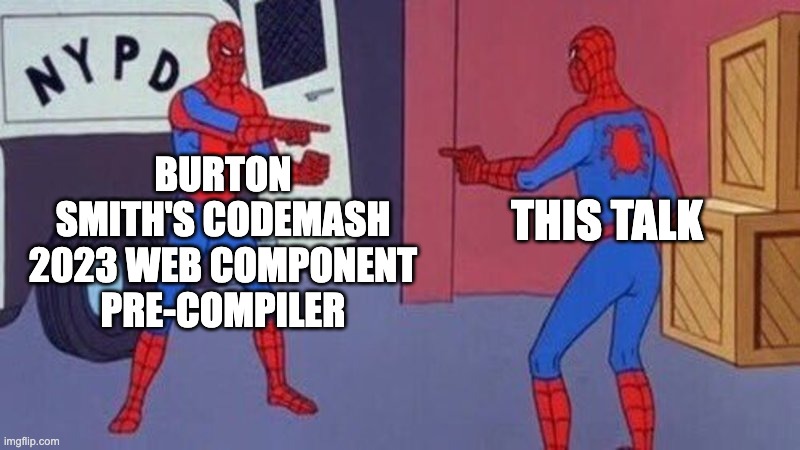 NYPD
BURTON
SMITH'S CODEMASH
2023 WEB COMPONENT
PRE-COMPILER
THIS TALK
imgflip.com